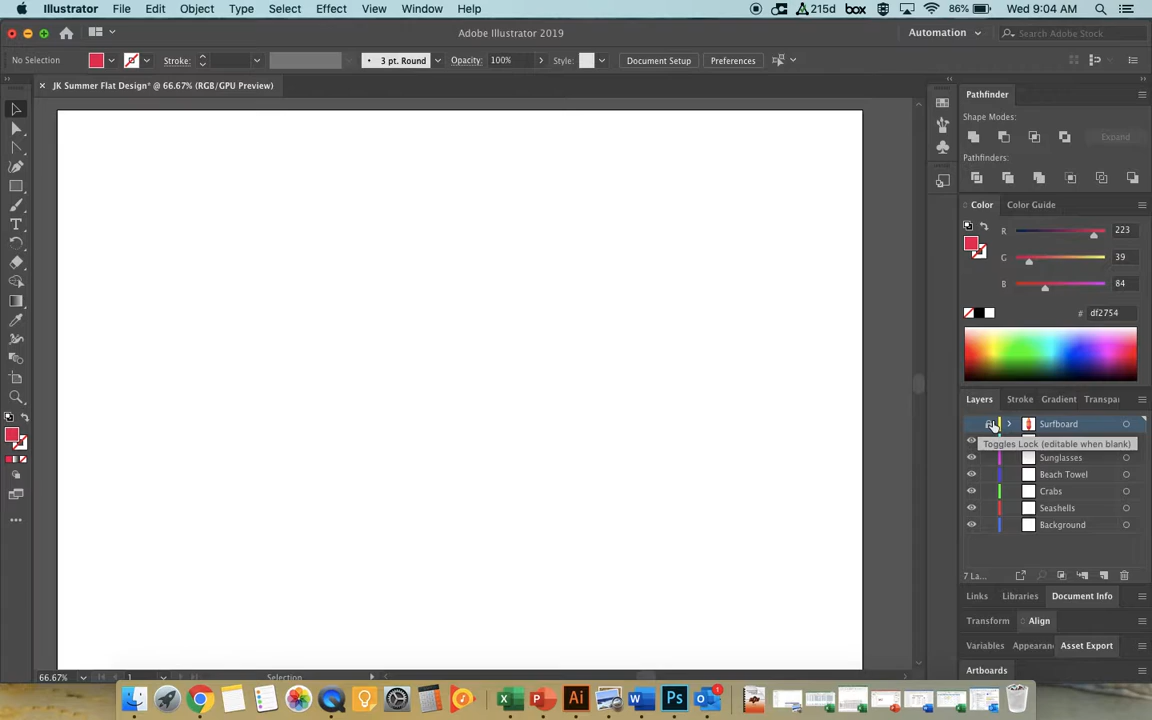 Illustrator File Edit Object Type Select Effect View Window Help 215d box 86% Wed 9:04 AM
Adobe Illustrator 2019 Automation Search Adobe Stock
No Selection Stroke: 3 pt. Round Opacity: 100% Style: Document Setup Preferences
× JK Summer Flat Design* @ 66.67% (RGB/GPU Preview)
Pathfinder
Shape Modes:
Expand
Pathfinders:
Color Color Guide
R 223
G 39
B 84
# df2754
Layers Stroke Gradient Transpa
Surfboard
Toggles Lock (editable when blank)
Sunglasses
Beach Towel
Crabs
Seashells
Background
7 La...
Links Libraries Document Info
Transform Align
Variables Appearan Asset Export
Artboards
66.67% 1 Selection